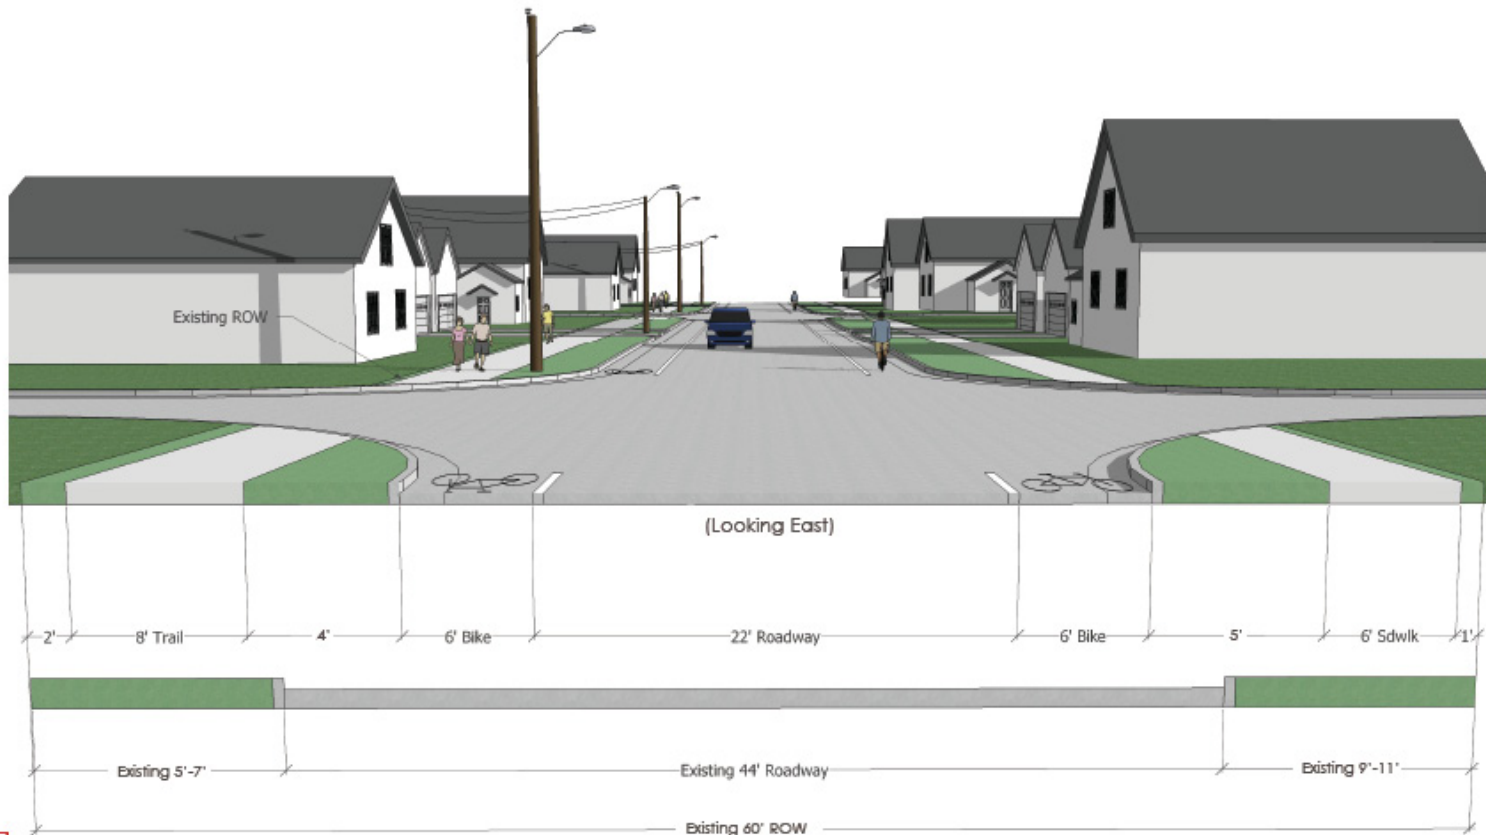 Existing ROW
(Looking East)
2' 8' Trail 4' 6' Bike 22' Roadway 6' Bike 5' 6' Sdwlk 1'
Existing 5'-7' Existing 44' Roadway Existing 9'-11'
Existing 60' ROW